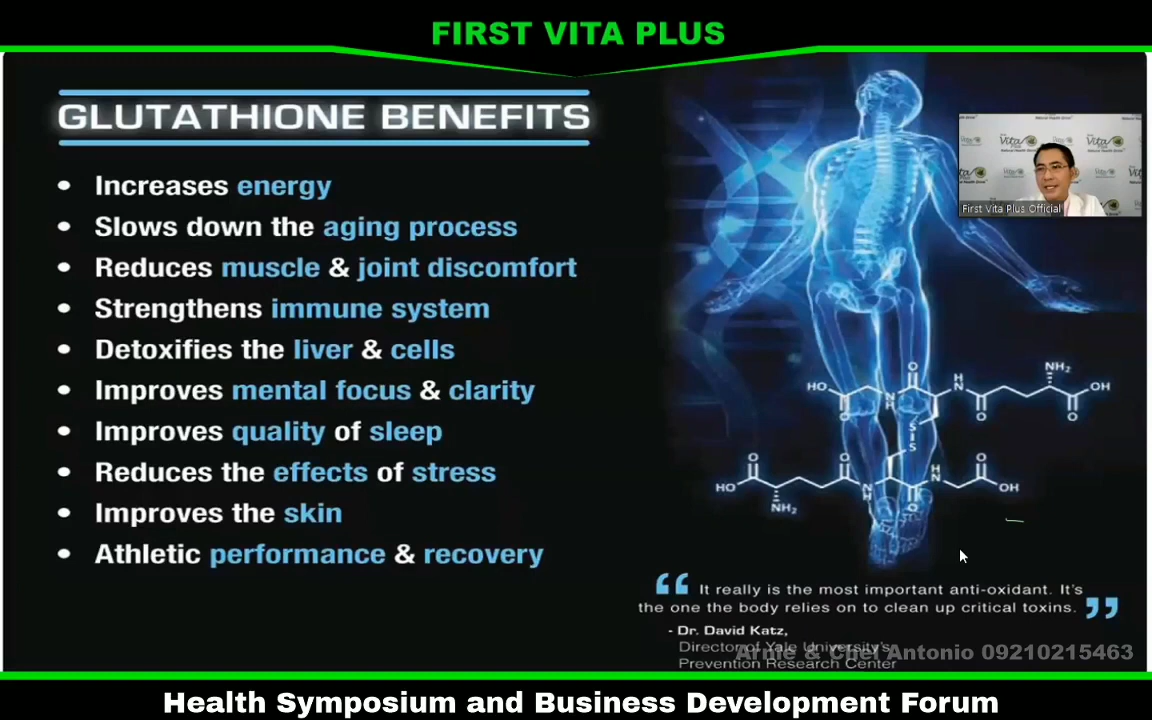 FIRST VITA PLUS
GLUTATHIONE BENEFITS
• Increases energy
• Slows down the aging process
• Reduces muscle & joint discomfort
• Strengthens immune system
• Detoxifies the liver & cells
• Improves mental focus & clarity
• Improves quality of sleep
• Reduces the effects of stress
• Improves the skin
• Athletic performance & recovery
First Vita Plus Official
O
NH₂
HO
N
H
OH
N
H
O
O
O
S
S
O
O
O
O
HO
N
H
N
H
OH
NH₂
O
“ It really is the most important anti-oxidant. It's
the one the body relies on to clean up critical toxins. ”
- Dr. David Katz,
Director of Yale University's
Prevention Research Center
Arnie & Chel Antonio 09210215463
Health Symposium and Business Development Forum